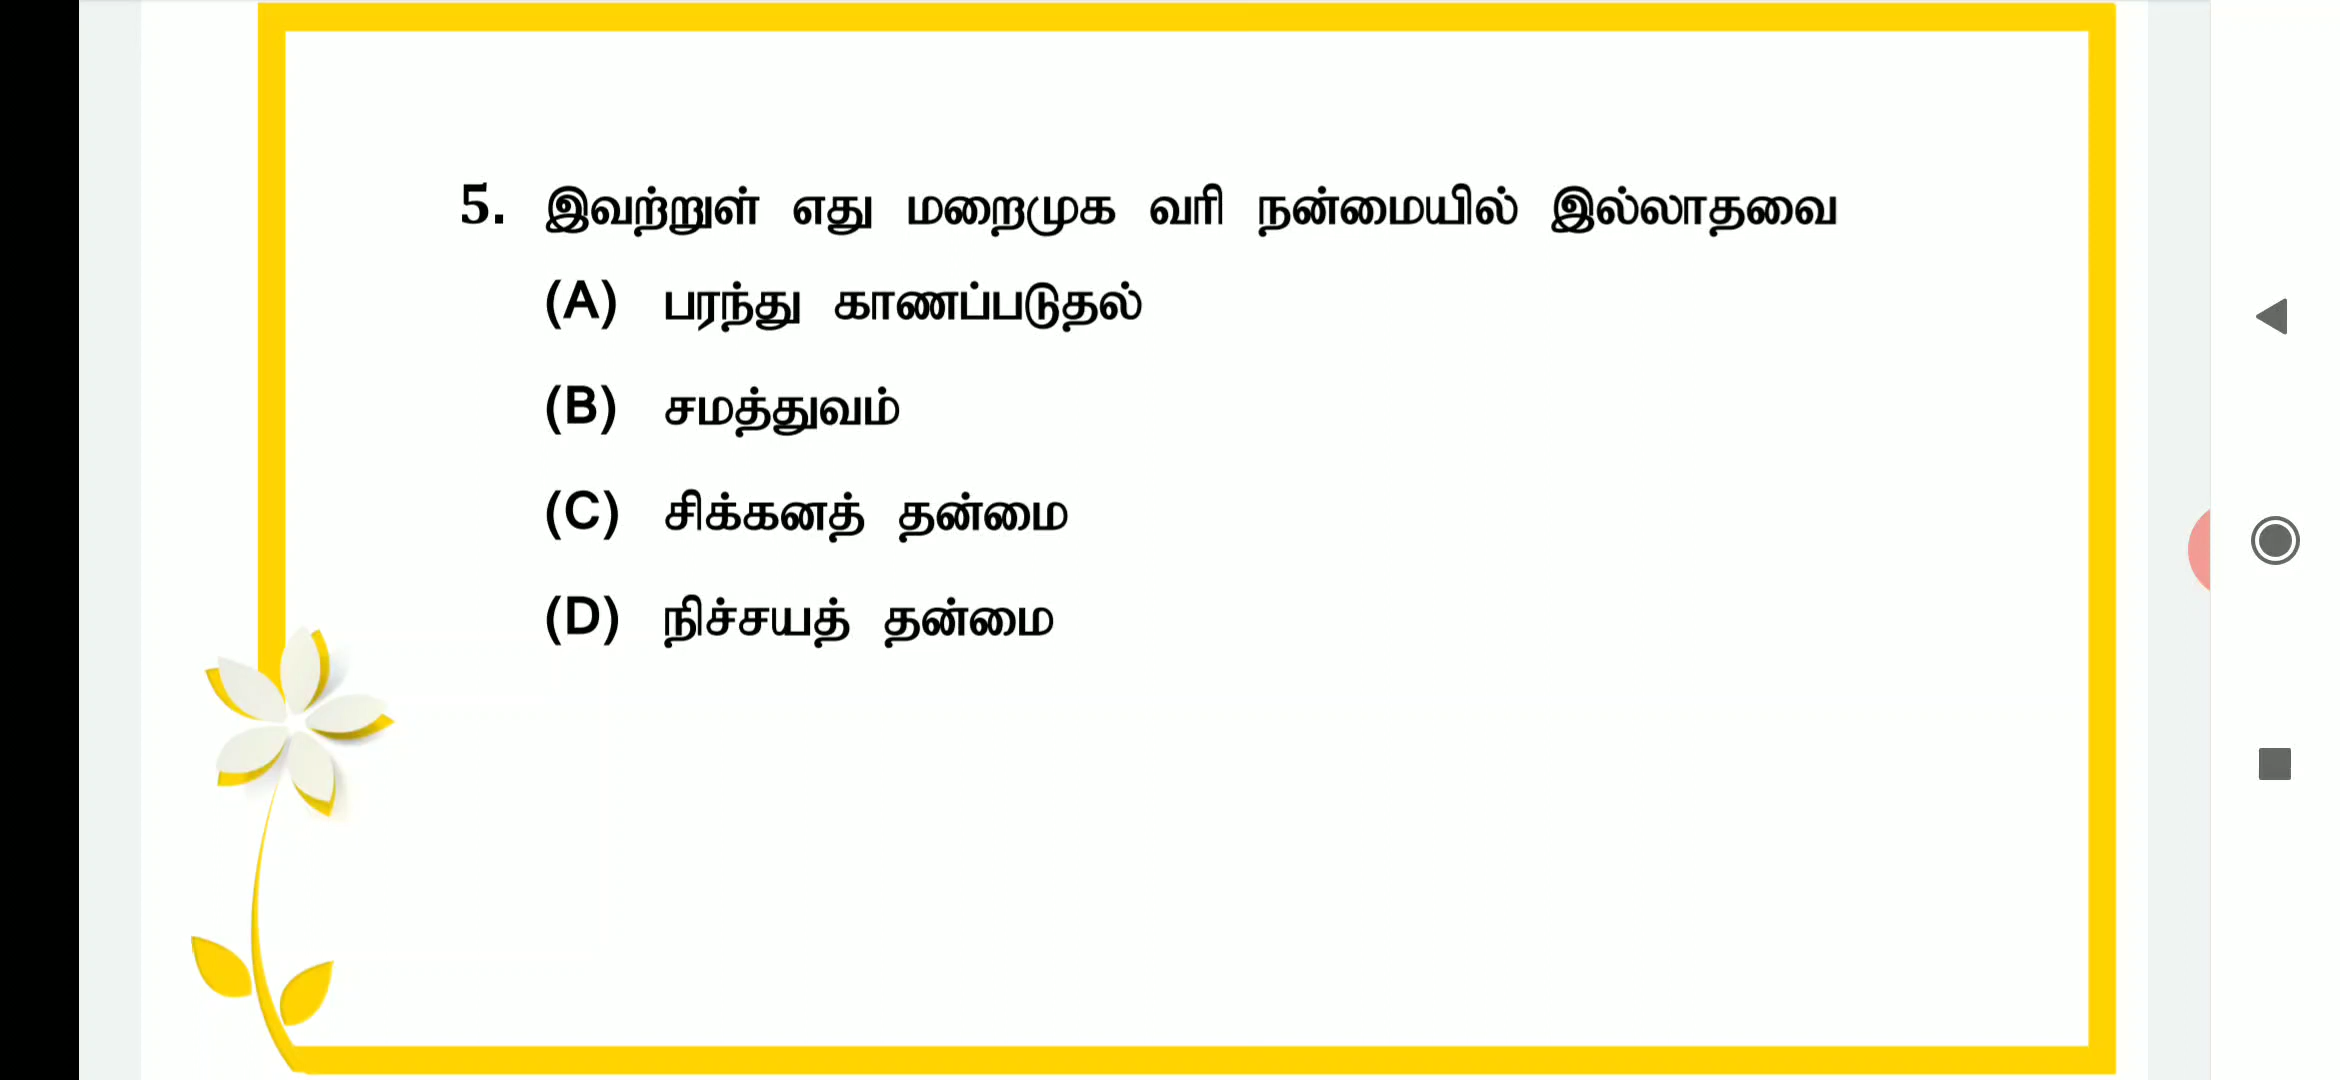 5. இவற்றுள் எது மறைமுக வரி நன்மையில் இல்லாதவை
(A) பரந்து காணப்படுதல்
(B) சமத்துவம்
(C) சிக்கனத் தன்மை
(D) நிச்சயத் தன்மை